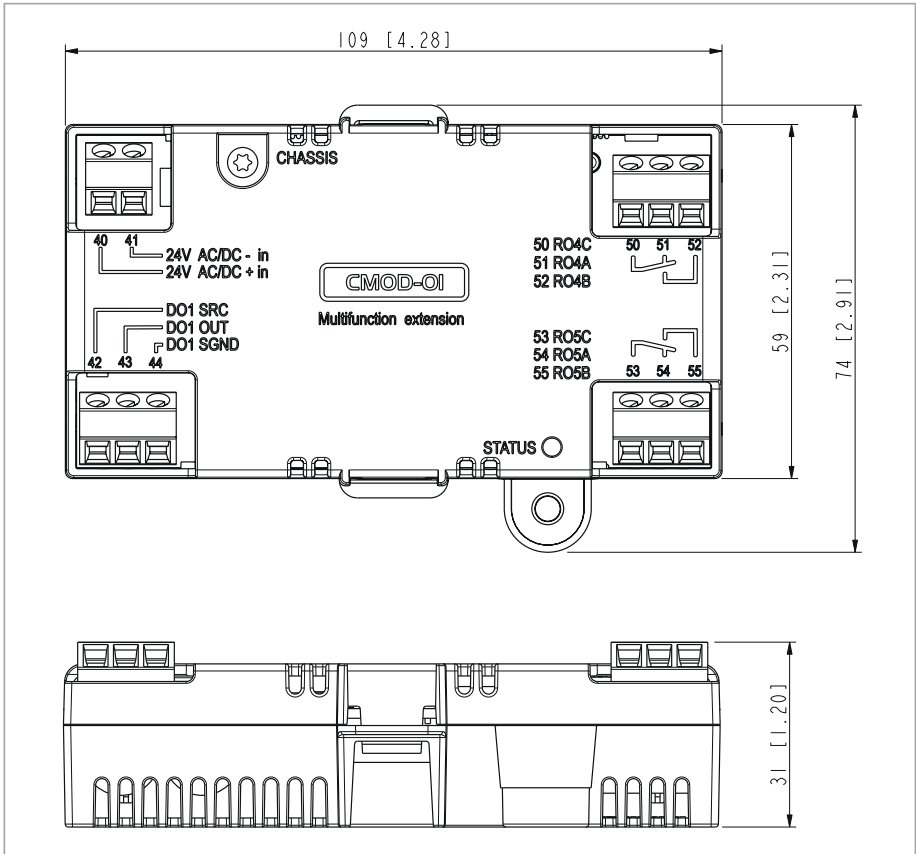 109 [4.28]
CHASSIS
40 41
24V AC/DC - in
24V AC/DC + in
DO1 SRC
DO1 OUT
DO1 SGND
42 43 44
CMOD-01
Multifunction extension
50 RO4C 50 51 52
51 RO4A
52 RO4B
53 RO5C
54 RO5A
55 RO5B 53 54 55
STATUS
59 [2.31]
74 [2.91]
31 [1.20]